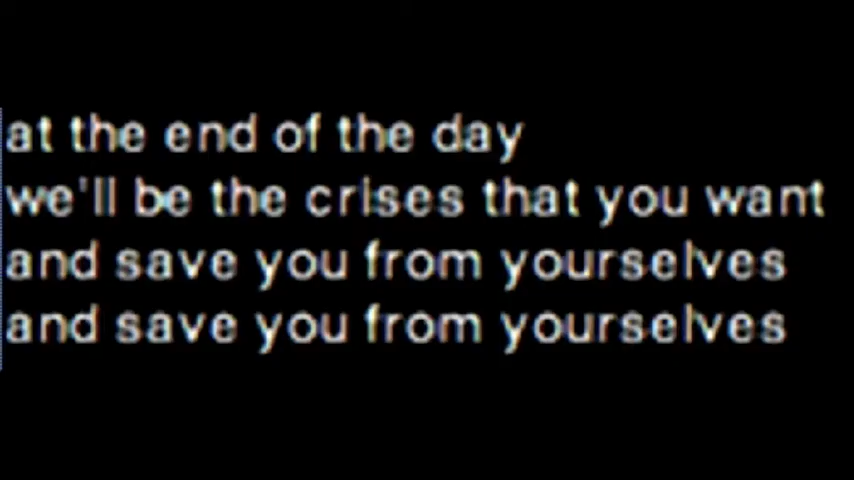 at the end of the day
we'll be the crises that you want
and save you from yourselves
and save you from yourselves